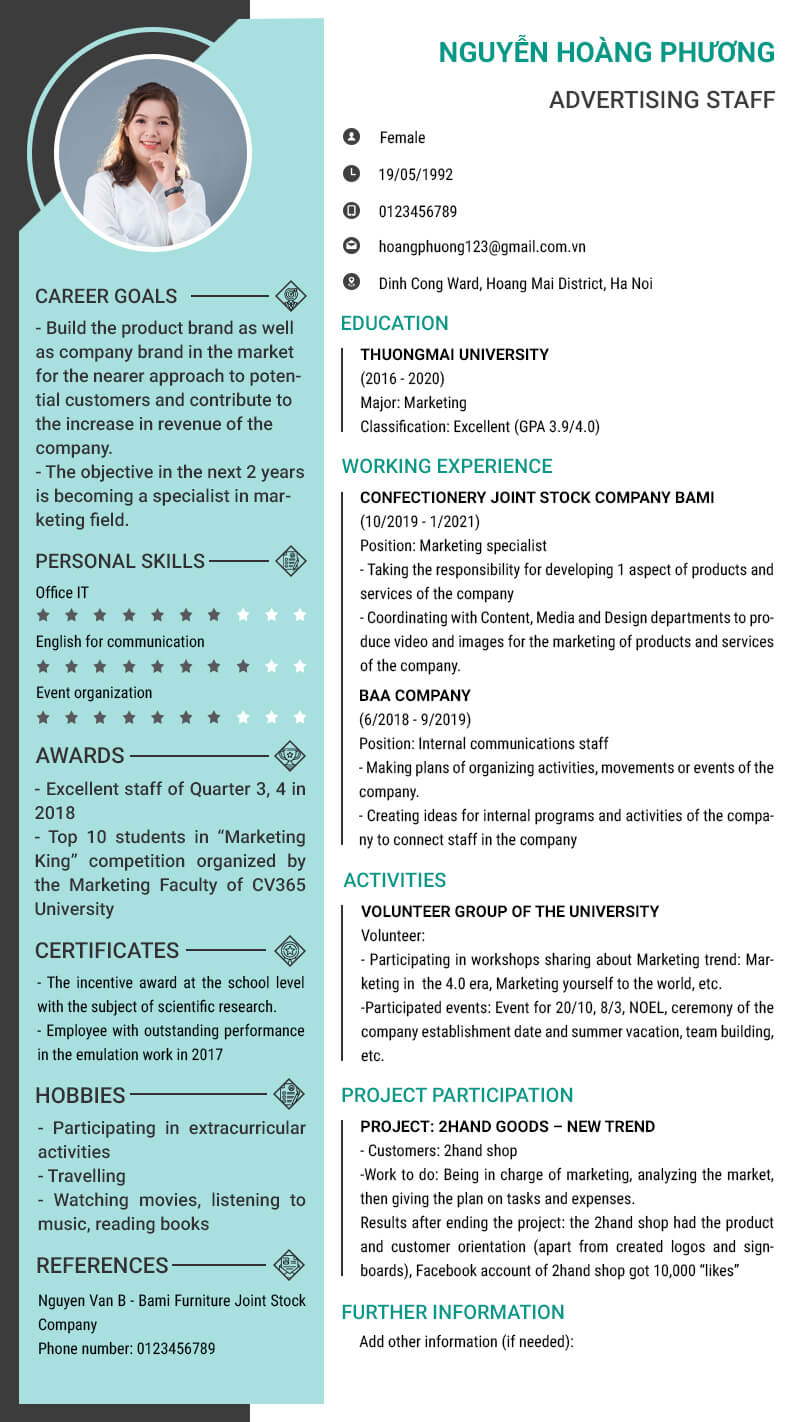 NGUYỄN HOÀNG PHƯƠNG
ADVERTISING STAFF
Female
19/05/1992
0123456789
hoangphuong123@gmail.com.vn
Dinh Cong Ward, Hoang Mai District, Ha Noi
CAREER GOALS
- Build the product brand as well
as company brand in the market
for the nearer approach to poten-
tial customers and contribute to
the increase in revenue of the
company.
- The objective in the next 2 years
is becoming a specialist in mar-
keting field.
PERSONAL SKILLS
Office IT
English for communication
Event organization
AWARDS
- Excellent staff of Quarter 3, 4 in
2018
- Top 10 students in “Marketing
King” competition organized by
the Marketing Faculty of CV365
University
CERTIFICATES
- The incentive award at the school level
with the subject of scientific research.
- Employee with outstanding performance
in the emulation work in 2017
HOBBIES
- Participating in extracurricular
activities
- Travelling
- Watching movies, listening to
music, reading books
REFERENCES
Nguyen Van B - Bami Furniture Joint Stock
Company
Phone number: 0123456789
EDUCATION
THUONGMAI UNIVERSITY
(2016 - 2020)
Major: Marketing
Classification: Excellent (GPA 3.9/4.0)
WORKING EXPERIENCE
CONFECTIONERY JOINT STOCK COMPANY BAMI
(10/2019 - 1/2021)
Position: Marketing specialist
- Taking the responsibility for developing 1 aspect of products and
services of the company
- Coordinating with Content, Media and Design departments to pro-
duce video and images for the marketing of products and services
of the company.
BAA COMPANY
(6/2018 - 9/2019)
Position: Internal communications staff
- Making plans of organizing activities, movements or events of the
company.
- Creating ideas for internal programs and activities of the compa-
ny to connect staff in the company
ACTIVITIES
VOLUNTEER GROUP OF THE UNIVERSITY
Volunteer:
- Participating in workshops sharing about Marketing trend: Mar-
keting in the 4.0 era, Marketing yourself to the world, etc.
-Participated events: Event for 20/10, 8/3, NOEL, ceremony of the
company establishment date and summer vacation, team building,
etc.
PROJECT PARTICIPATION
PROJECT: 2HAND GOODS – NEW TREND
- Customers: 2hand shop
-Work to do: Being in charge of marketing, analyzing the market,
then giving the plan on tasks and expenses.
Results after ending the project: the 2hand shop had the product
and customer orientation (apart from created logos and sign-
boards), Facebook account of 2hand shop got 10,000 “likes”
FURTHER INFORMATION
Add other information (if needed):